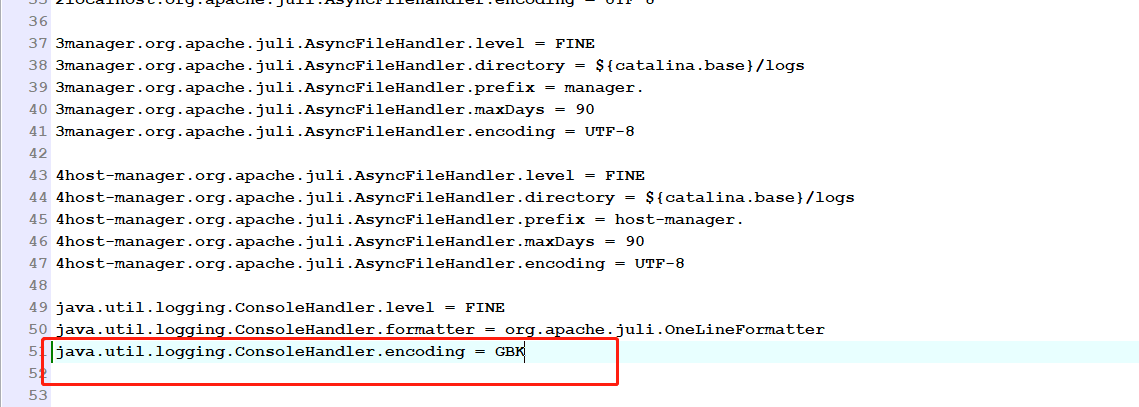 35 2localhost.org.apache.juli.AsyncFileHandler.encoding = UTF-8
36
37 3manager.org.apache.juli.AsyncFileHandler.level = FINE
38 3manager.org.apache.juli.AsyncFileHandler.directory = ${catalina.base}/logs
39 3manager.org.apache.juli.AsyncFileHandler.prefix = manager.
40 3manager.org.apache.juli.AsyncFileHandler.maxDays = 90
41 3manager.org.apache.juli.AsyncFileHandler.encoding = UTF-8
42
43 4host-manager.org.apache.juli.AsyncFileHandler.level = FINE
44 4host-manager.org.apache.juli.AsyncFileHandler.directory = ${catalina.base}/logs
45 4host-manager.org.apache.juli.AsyncFileHandler.prefix = host-manager.
46 4host-manager.org.apache.juli.AsyncFileHandler.maxDays = 90
47 4host-manager.org.apache.juli.AsyncFileHandler.encoding = UTF-8
48
49 java.util.logging.ConsoleHandler.level = FINE
50 java.util.logging.ConsoleHandler.formatter = org.apache.juli.OneLineFormatter
51 java.util.logging.ConsoleHandler.encoding = GBK
52
53